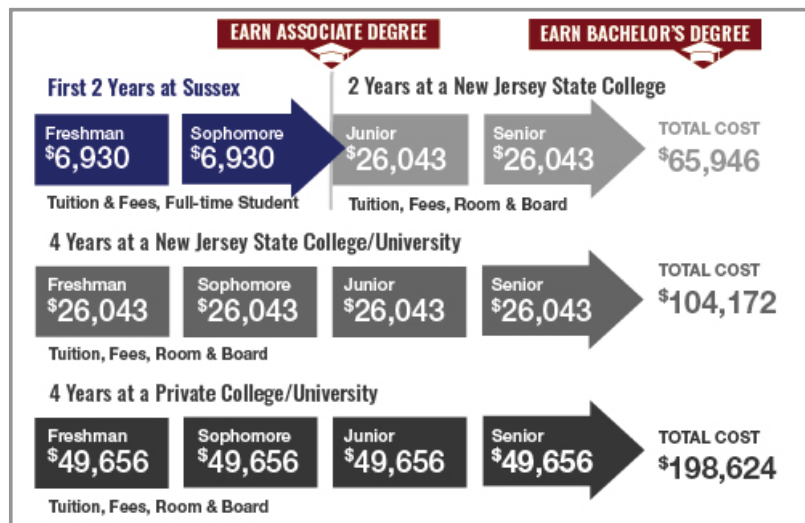 EARN ASSOCIATE DEGREE
EARN BACHELOR'S DEGREE
First 2 Years at Sussex
2 Years at a New Jersey State College
Freshman
$6,930
Sophomore
$6,930
Junior
$26,043
Senior
$26,043
TOTAL COST
$65,946
Tuition & Fees, Full-time Student
Tuition, Fees, Room & Board
4 Years at a New Jersey State College/University
Freshman
$26,043
Sophomore
$26,043
Junior
$26,043
Senior
$26,043
TOTAL COST
$104,172
Tuition, Fees, Room & Board
4 Years at a Private College/University
Freshman
$49,656
Sophomore
$49,656
Junior
$49,656
Senior
$49,656
TOTAL COST
$198,624
Tuition, Fees, Room & Board